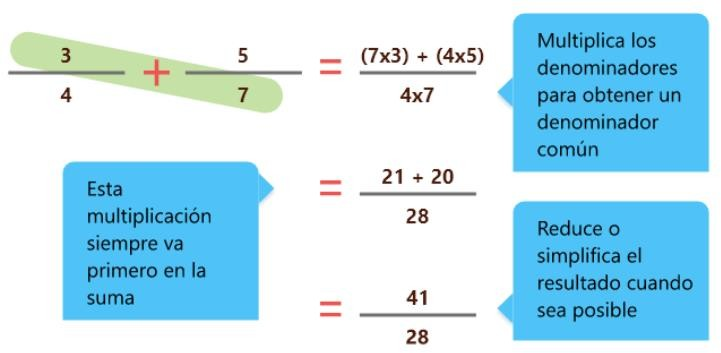 3
4
+
5
7
=
(7x3) + (4x5)
4x7
Multiplica los
denominadores
para obtener un
denominador
común
Esta
multiplicación
siempre va
primero en la
suma
=
21 + 20
28
=
41
28
Reduce o
simplifica el
resultado cuando
sea posible